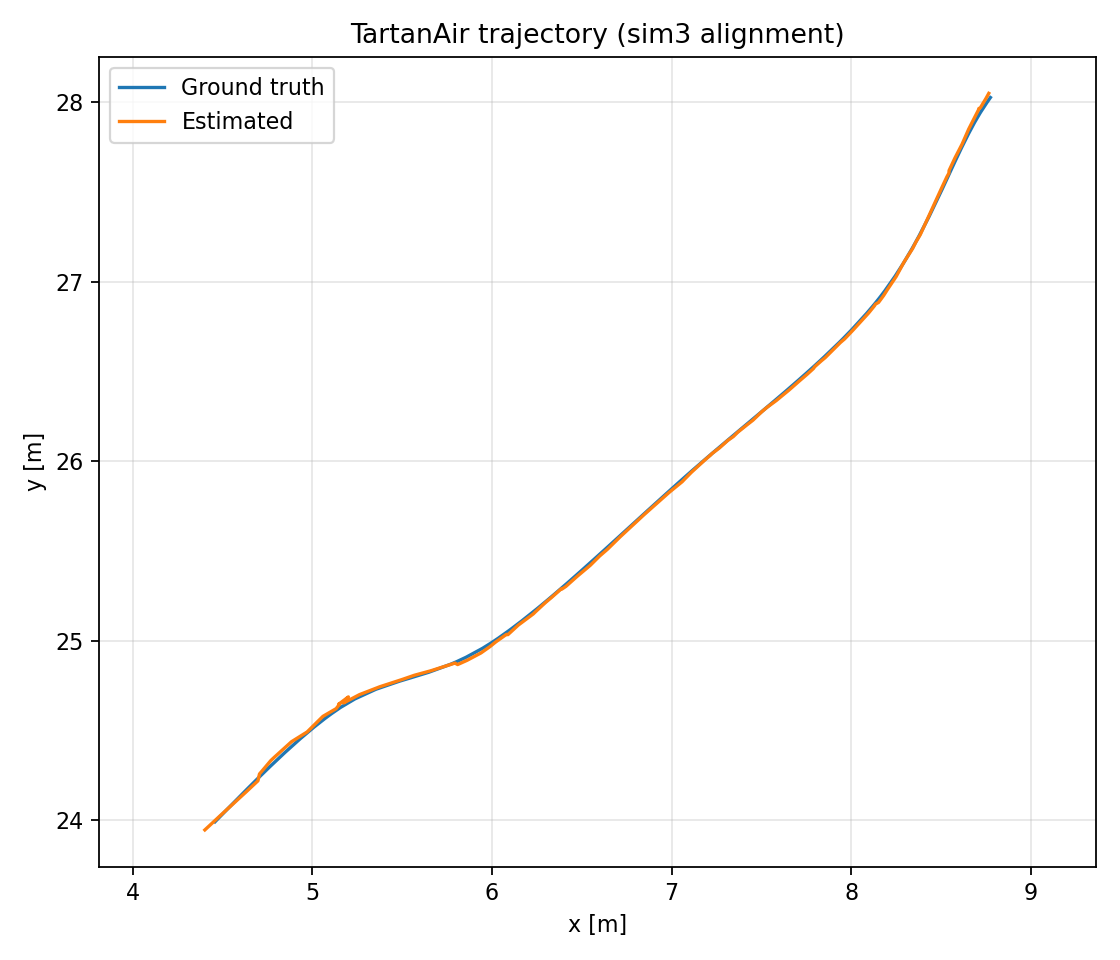 TartanAir trajectory (sim3 alignment)
Ground truth
Estimated
28
27
26
25
24
y [m]
4 5 6 7 8 9
x [m]